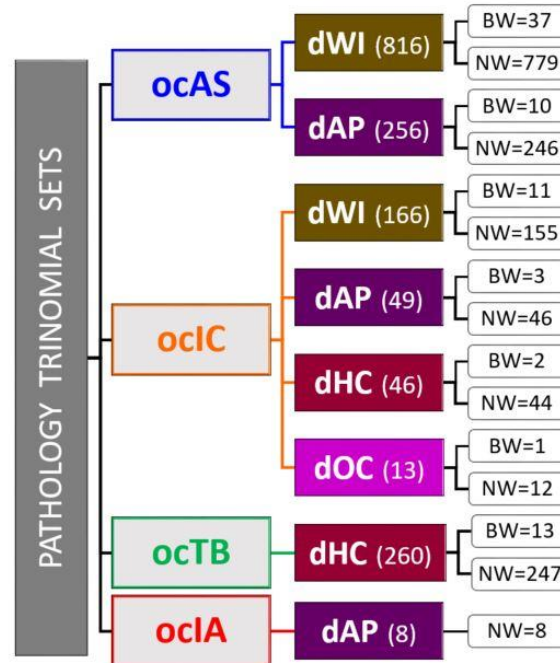 PATHOLOGY TRINOMIAL SETS
ocAS
dWI (816)
BW=37
NW=779
dAP (256)
BW=10
NW=246
ocIC
dWI (166)
BW=11
NW=155
dAP (49)
BW=3
NW=46
dHC (46)
BW=2
NW=44
dOC (13)
BW=1
NW=12
ocTB
dHC (260)
BW=13
NW=247
ocIA
dAP (8)
NW=8